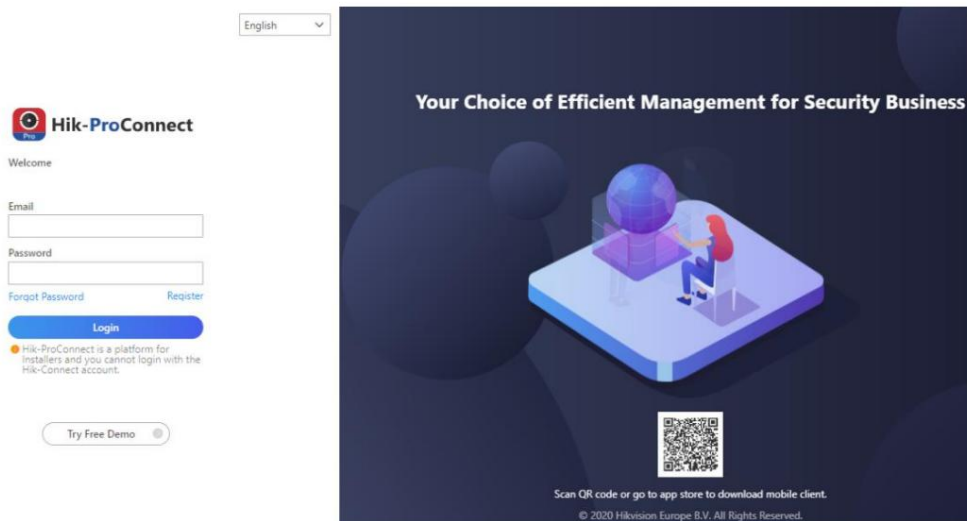 English
Hik-ProConnect
Pro
Welcome
Email
Password
Forgot Password
Register
Login
Hik-ProConnect is a platform for
Installers and you cannot login with the
Hik-Connect account.
Try Free Demo
Your Choice of Efficient Management for Security Business
Scan QR code or go to app store to download mobile client.
© 2020 Hikvision Europe B.V. All Rights Reserved.